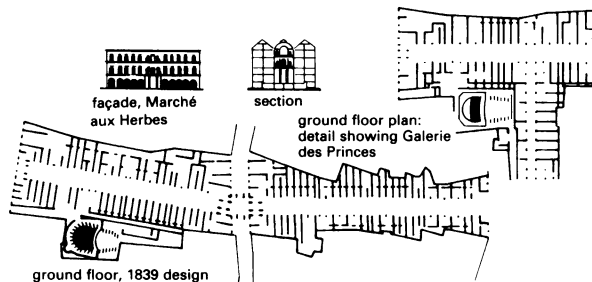 façade, Marché
aux Herbes
section
ground floor plan:
detail showing Galerie
des Princes
ground floor, 1839 design